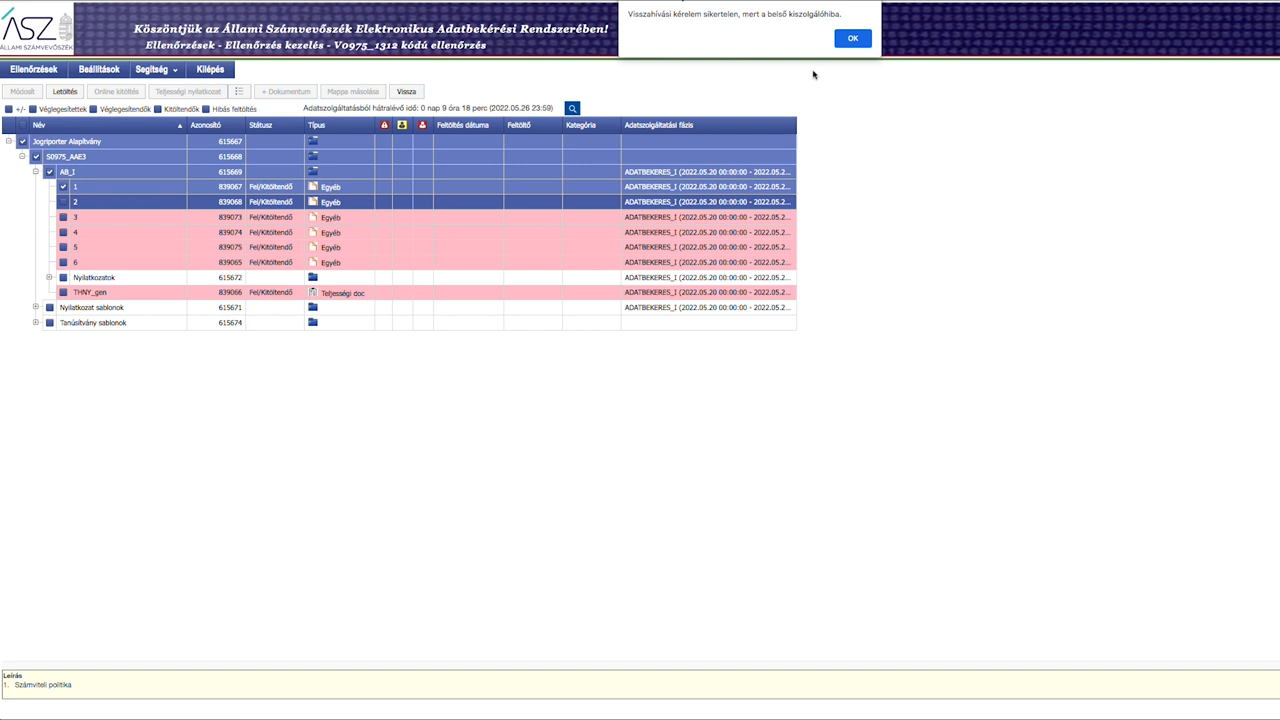 Visszahívási kérelem sikertelen, mert a belső kiszolgálóhiba.
OK
ÁSZ
ÁLLAMI SZÁMVEVŐSZÉK
Köszöntjük az Állami Számvevőszék Elektronikus Adatbekérési Rendszerében!
Ellenőrzések - Ellenőrzés kezelés - V0975_1312 kódú ellenőrzés
Ellenőrzések Beállítások Segítség Kilépés
Módosít Letöltés Online kitöltés Teljességi nyilatkozat + Dokumentum Mappa másolása Vissza
+/- Véglegesítettek Véglegesítendők Kitöltendők Hibás feltöltés Adatszolgáltatásból hátralévő idő: 0 nap 9 óra 18 perc (2022.05.26 23:59)
Név Azonosító Státusz Típus Feltöltés dátuma Feltöltő Kategória Adatszolgáltatási fázis
Jogriporter Alapítvány 615667
S0975_AAE3 615668
AB_I 615669 ADATBEKERES_I (2022.05.20 00:00:00 - 2022.05.2...
1 839067 Fel/Kitöltendő Egyéb ADATBEKERES_I (2022.05.20 00:00:00 - 2022.05.2...
2 839068 Fel/Kitöltendő Egyéb ADATBEKERES_I (2022.05.20 00:00:00 - 2022.05.2...
3 839073 Fel/Kitöltendő Egyéb ADATBEKERES_I (2022.05.20 00:00:00 - 2022.05.2...
4 839074 Fel/Kitöltendő Egyéb ADATBEKERES_I (2022.05.20 00:00:00 - 2022.05.2...
5 839075 Fel/Kitöltendő Egyéb ADATBEKERES_I (2022.05.20 00:00:00 - 2022.05.2...
6 839065 Fel/Kitöltendő Egyéb ADATBEKERES_I (2022.05.20 00:00:00 - 2022.05.2...
Nyilatkozatok 615672 ADATBEKERES_I (2022.05.20 00:00:00 - 2022.05.2...
THNY_gen 839066 Fel/Kitöltendő Teljességi doc ADATBEKERES_I (2022.05.20 00:00:00 - 2022.05.2...
Nyilatkozat sablonok 615671 ADATBEKERES_I (2022.05.20 00:00:00 - 2022.05.2...
Tanúsítvány sablonok 615674
Leírás
1. Számviteli politika